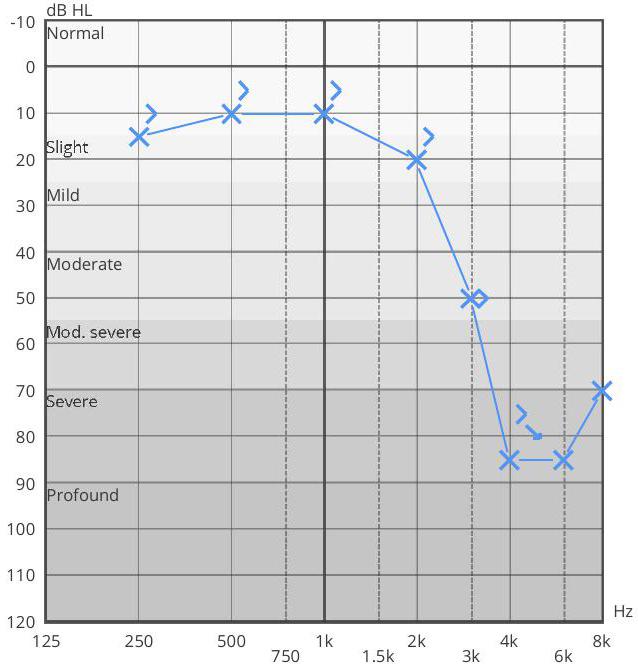 dB HL
-10
Normal
0
10
Slight
20
Mild
30
40
Moderate
50
Mod. severe
60
70
Severe
80
90
Profound
100
110
120
Hz
125 250 500 1k 2k 4k 8k
750 1.5k 3k 6k